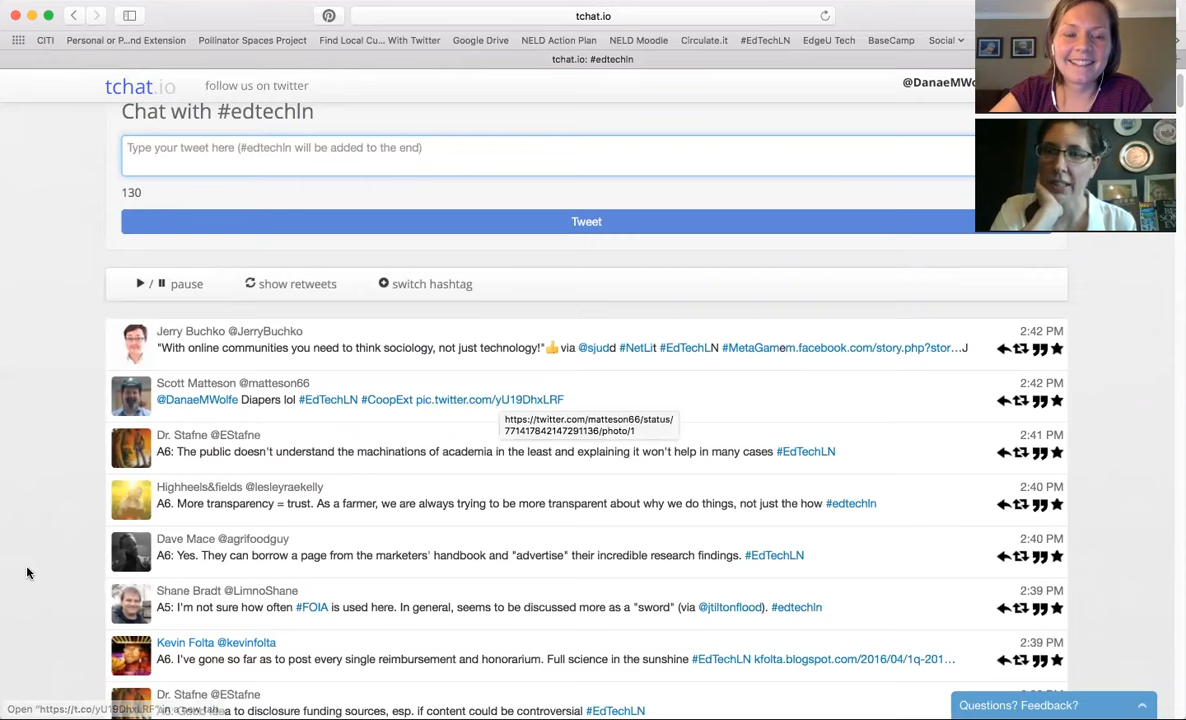 tchat.io
CITI Personal or P...nd Extension Pollinator Spaces Project Find Local Cu... With Twitter Google Drive NELD Action Plan NELD Moodle Circulate.it #EdTechLN EdgeU Tech BaseCamp Social
tchat.io: #edtechln
tchat.io follow us on twitter @DanaeMWo
Chat with #edtechln
Type your tweet here (#edtechln will be added to the end)
130
Tweet
/ pause show retweets switch hashtag
Jerry Buchko @JerryBuchko 2:42 PM
"With online communities you need to think sociology, not just technology!"👍via @sjudd #NetLit #EdTechLN #MetaGamem.facebook.com/story.php?stor…J
Scott Matteson @matteson66 2:42 PM
@DanaeMWolfe Diapers lol #EdTechLN #CoopExt pic.twitter.com/yU19DhxLRF
https://twitter.com/matteson66/status/
771417842147291136/photo/1
Dr. Stafne @EStafne 2:41 PM
A6: The public doesn't understand the machinations of academia in the least and explaining it won't help in many cases #EdTechLN
Highheels&fields @lesleyraekelly 2:40 PM
A6. More transparency = trust. As a farmer, we are always trying to be more transparent about why we do things, not just the how #edtechln
Dave Mace @agrifoodguy 2:40 PM
A6: Yes. They can borrow a page from the marketers' handbook and "advertise" their incredible research findings. #EdTechLN
Shane Bradt @LimnoShane 2:39 PM
A5: I'm not sure how often #FOIA is used here. In general, seems to be discussed more as a "sword" (via @jtiltonflood). #edtechln
Kevin Folta @kevinfolta 2:39 PM
A6. I've gone so far as to post every single reimbursement and honorarium. Full science in the sunshine #EdTechLN kfolta.blogspot.com/2016/04/1q-201…
Dr. Stafne @EStafne
a to disclosure funding sources, esp. if content could be controversial #EdTechLN
Open "https://t.co/yU19DhxLRF" in a new tab
Questions? Feedback?